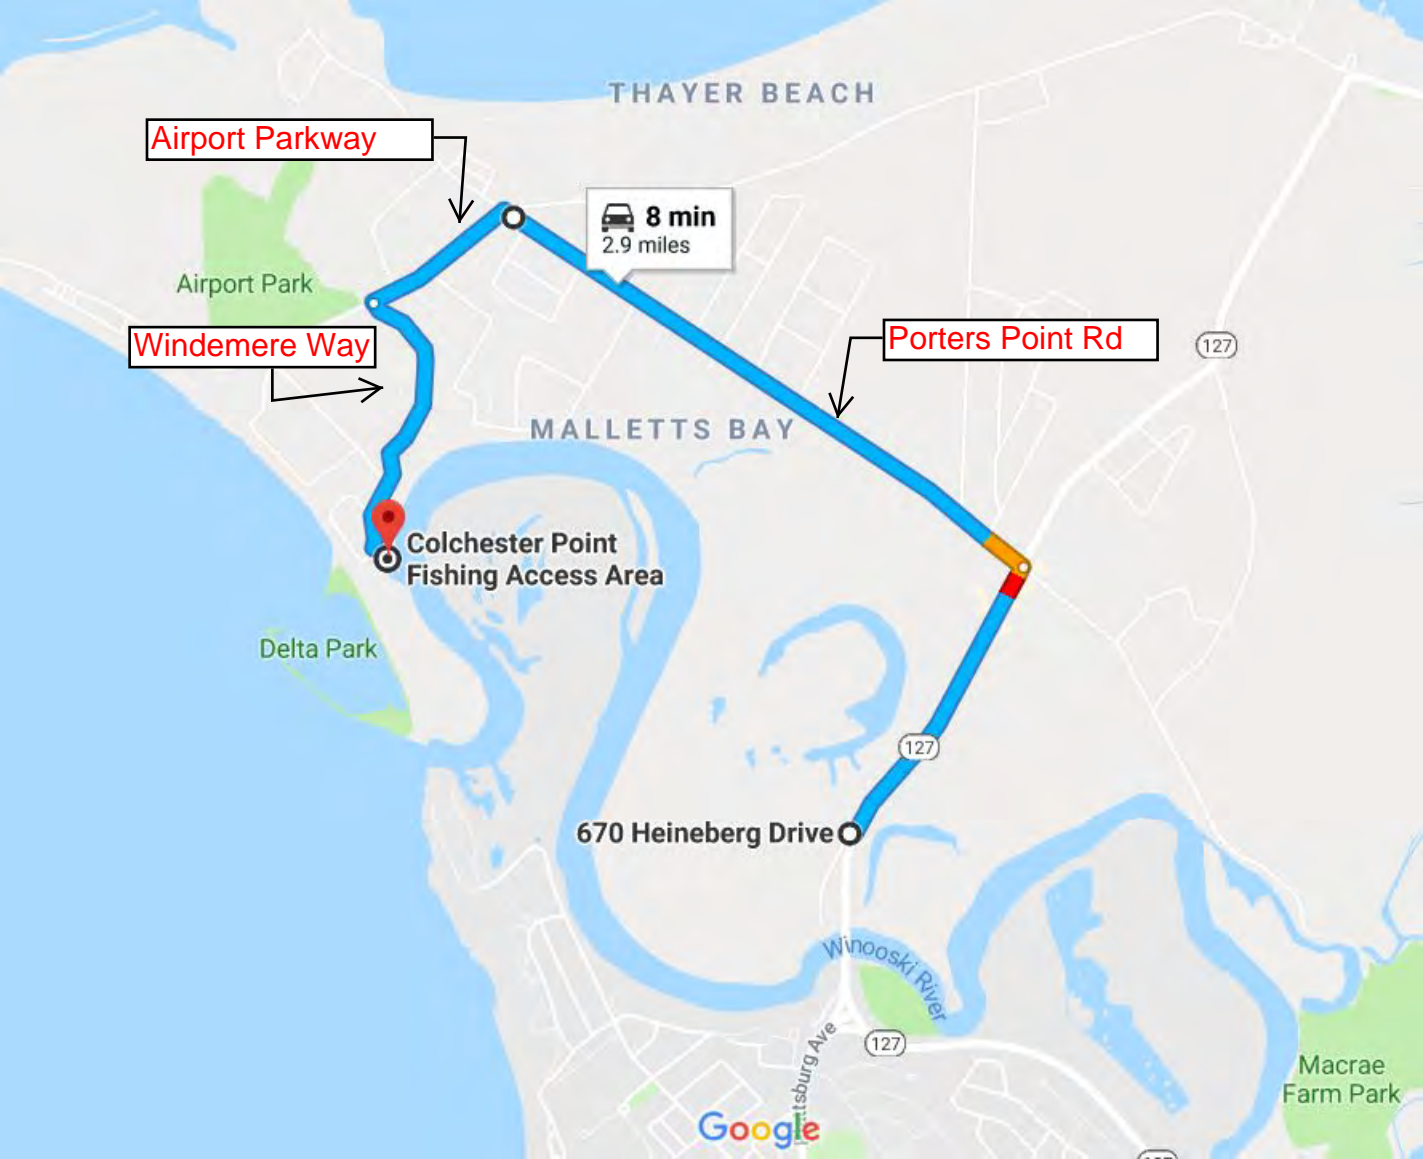 THAYER BEACH
Airport Parkway
8 min
2.9 miles
Airport Park
Windemere Way
Porters Point Rd
127
MALLETTS BAY
Colchester Point
Fishing Access Area
Delta Park
127
670 Heineberg Drive
Winooski River
127
Macrae
Farm Park
Google